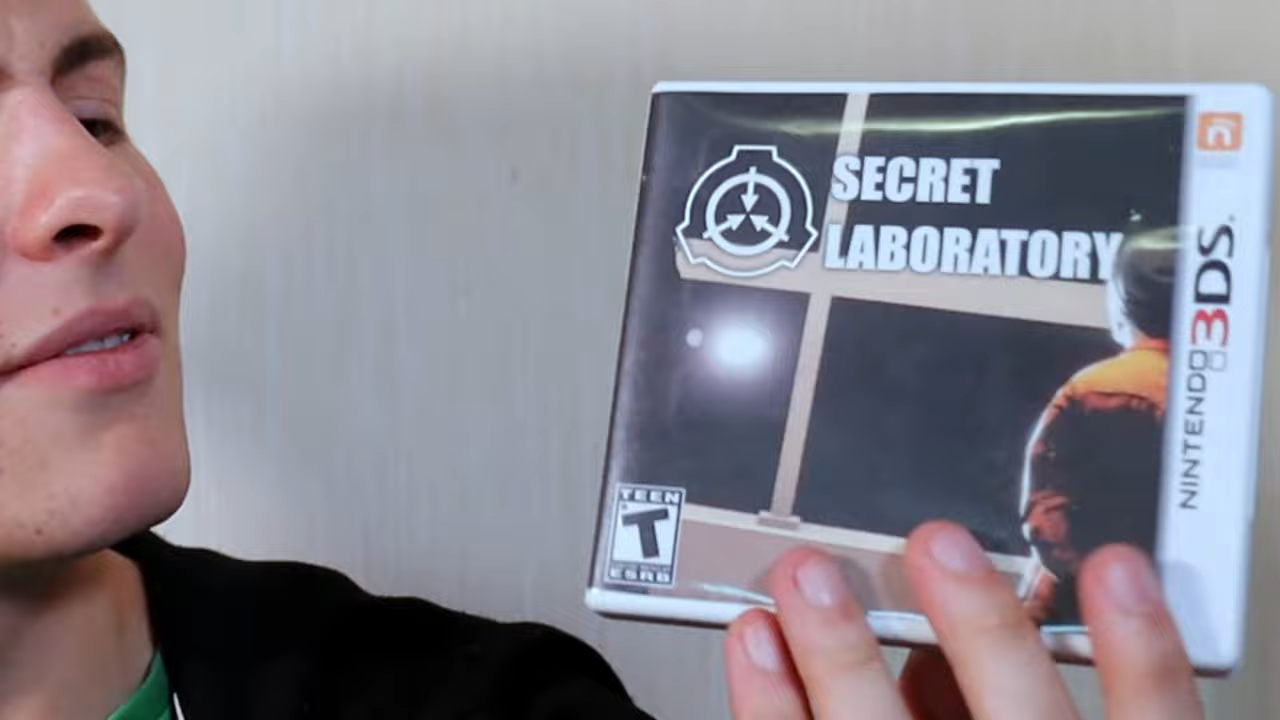 SECRET
LABORATORY
NINTENDO 3DS
TEEN
T
ESRB